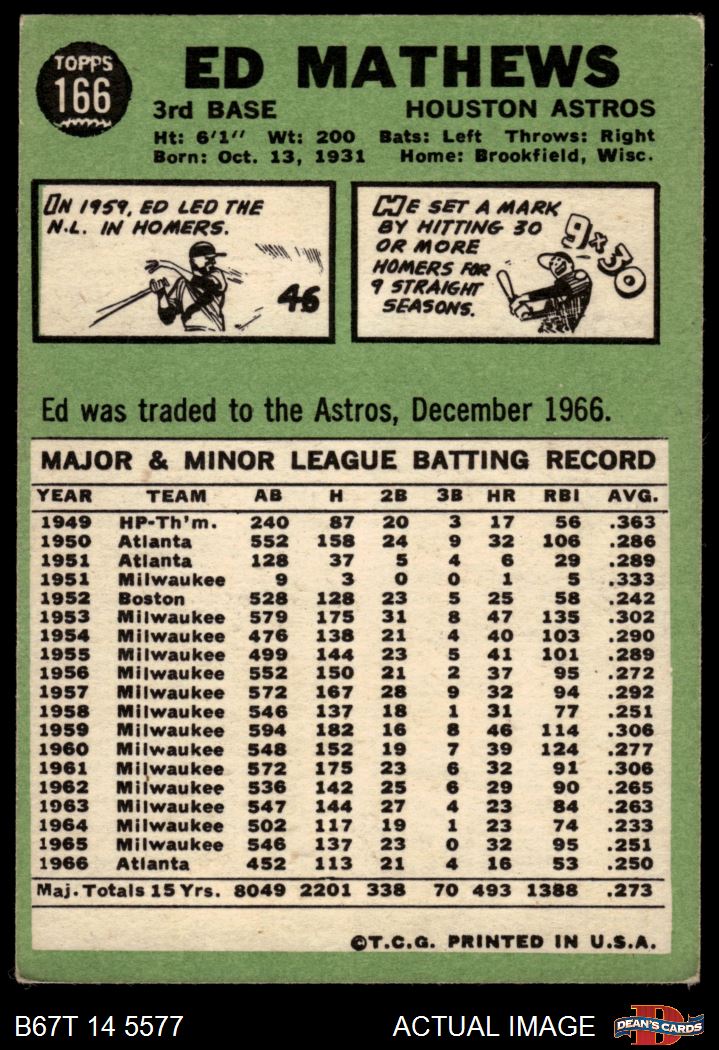 TOPPS
166
ED MATHEWS
3rd BASE HOUSTON ASTROS
Ht: 6'1" Wt: 200 Bats: Left Throws: Right
Born: Oct. 13, 1931 Home: Brookfield, Wisc.
IN 1959, ED LED THE
N.L. IN HOMERS.
46
HE SET A MARK
BY HITTING 30
OR MORE
HOMERS FOR
9 STRAIGHT
SEASONS.
9x30
Ed was traded to the Astros, December 1966.
MAJOR & MINOR LEAGUE BATTING RECORD
YEAR TEAM AB H 2B 3B HR RBI AVG.
1949 HP-Th'm. 240 87 20 3 17 56 .363
1950 Atlanta 552 158 24 9 32 106 .286
1951 Atlanta 128 37 5 4 6 29 .289
1951 Milwaukee 9 3 0 0 1 5 .333
1952 Boston 528 128 23 5 25 58 .242
1953 Milwaukee 579 175 31 8 47 135 .302
1954 Milwaukee 476 138 21 4 40 103 .290
1955 Milwaukee 499 144 23 5 41 101 .289
1956 Milwaukee 552 150 21 2 37 95 .272
1957 Milwaukee 572 167 28 9 32 94 .292
1958 Milwaukee 546 137 18 1 31 77 .251
1959 Milwaukee 594 182 16 8 46 114 .306
1960 Milwaukee 548 152 19 7 39 124 .277
1961 Milwaukee 572 175 23 6 32 91 .306
1962 Milwaukee 536 142 25 6 29 90 .265
1963 Milwaukee 547 144 27 4 23 84 .263
1964 Milwaukee 502 117 19 1 23 74 .233
1965 Milwaukee 546 137 23 0 32 95 .251
1966 Atlanta 452 113 21 4 16 53 .250
Maj. Totals 15 Yrs. 8049 2201 338 70 493 1388 .273
©T.C.G. PRINTED IN U.S.A.
B67T 14 5577 ACTUAL IMAGE
D
DEAN'S CARDS